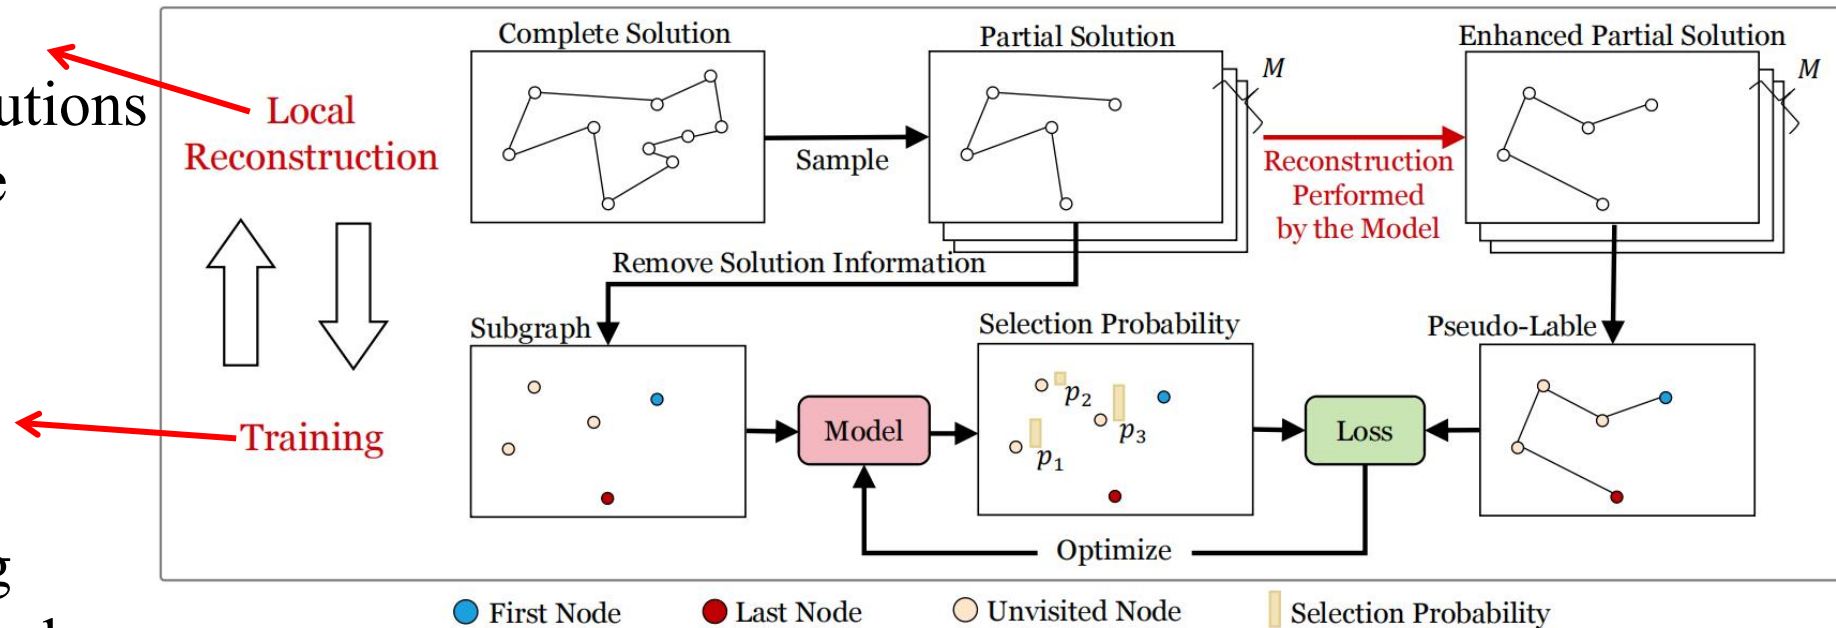 utions
e
g
Local
Reconstruction
Training
Complete Solution
Partial Solution
Enhanced Partial Solution
M
M
Sample
Reconstruction
Performed
by the Model
Remove Solution Information
Subgraph
Selection Probability
Pseudo-Lable
Model
p₂
p₃
p₁
Loss
Optimize
First Node
Last Node
Unvisited Node
Selection Probability